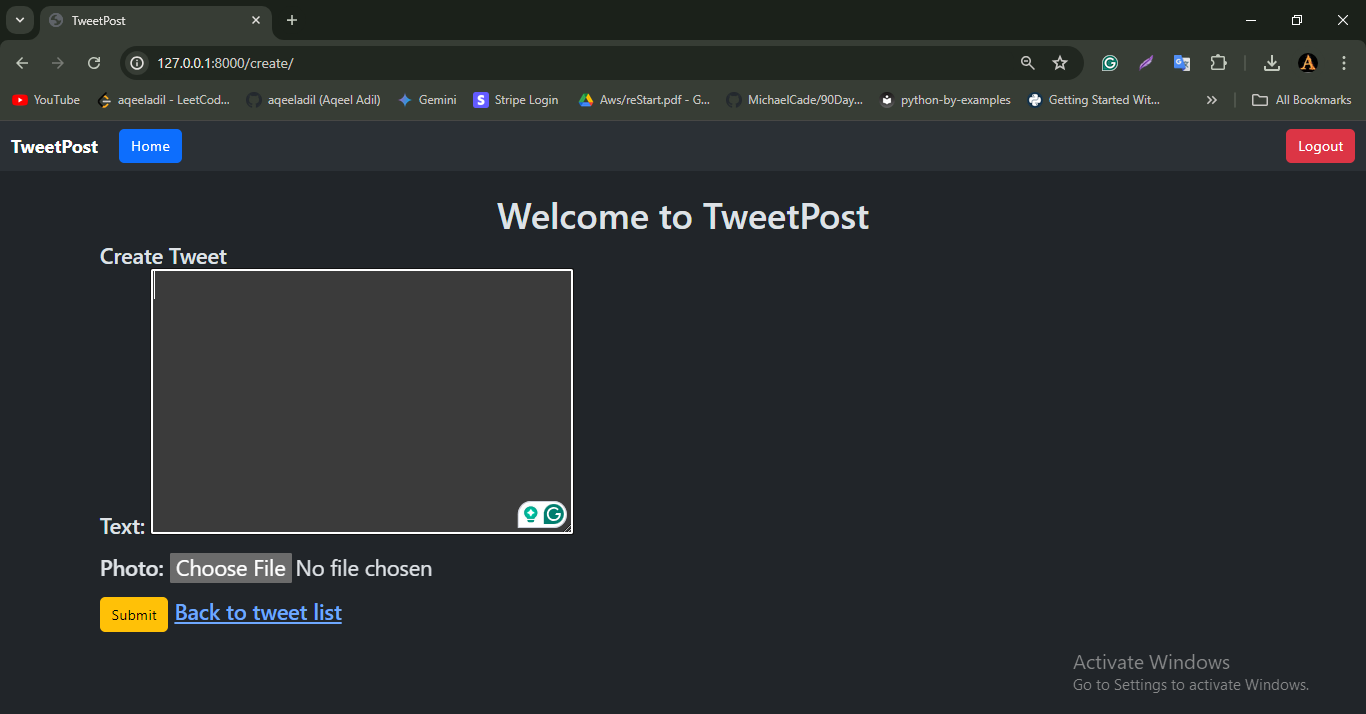 TweetPost
127.0.0.1:8000/create/
YouTube aqeeladil - LeetCod... aqeeladil (Aqeel Adil) Gemini Stripe Login Aws/reStart.pdf - G... MichaelCade/90Day... python-by-examples Getting Started Wit... » All Bookmarks
TweetPost Home Logout
Welcome to TweetPost
Create Tweet
Text:
Photo: Choose File No file chosen
Submit Back to tweet list
Activate Windows
Go to Settings to activate Windows.